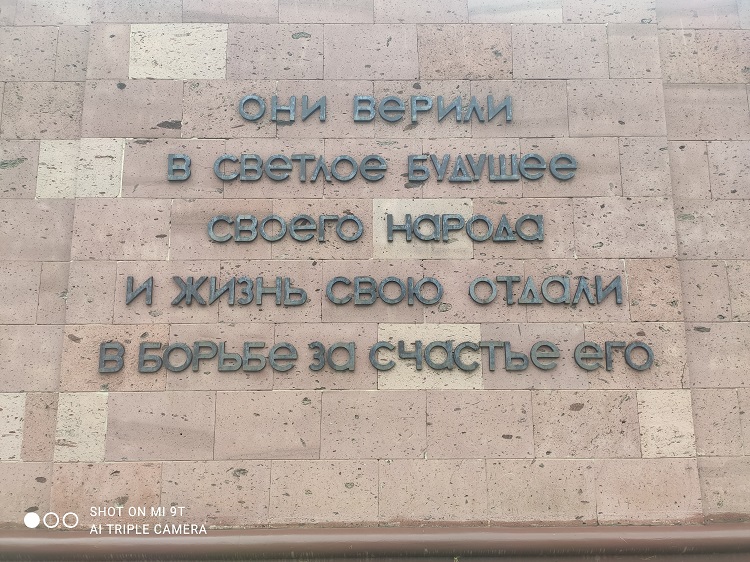 они верили
в светлое будущее
своего народа
и жизнь свою отдали
в борьбе за счастье его
SHOT ON MI 9T
AI TRIPLE CAMERA